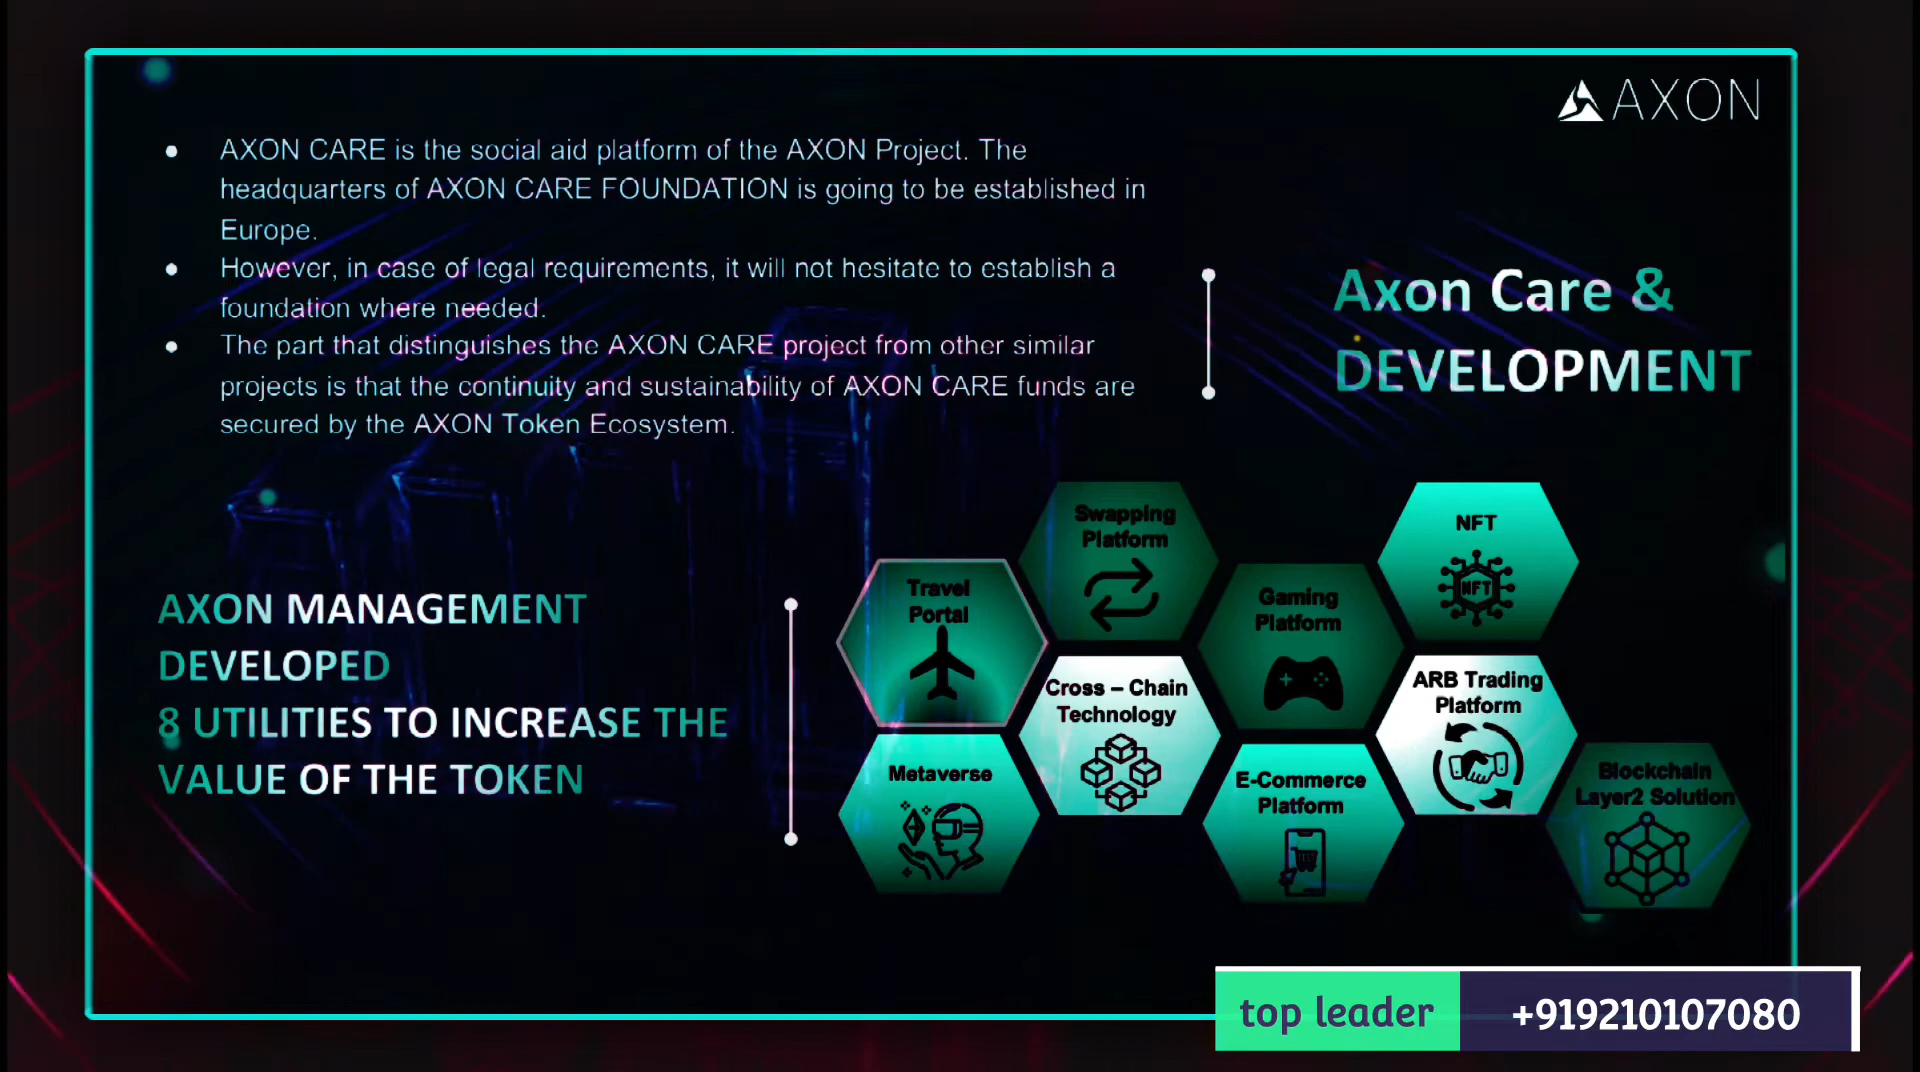 AXON
AXON CARE is the social aid platform of the AXON Project. The
headquarters of AXON CARE FOUNDATION is going to be established in
Europe.
However, in case of legal requirements, it will not hesitate to establish a
foundation where needed.
The part that distinguishes the AXON CARE project from other similar
projects is that the continuity and sustainability of AXON CARE funds are
secured by the AXON Token Ecosystem.
Axon Care &
DEVELOPMENT
AXON MANAGEMENT
DEVELOPED
8 UTILITIES TO INCREASE THE
VALUE OF THE TOKEN
Travel
Portal
Swapping
Platform
Gaming
Platform
NFT
NFT
Metaverse
Cross – Chain
Technology
E-Commerce
Platform
ARB Trading
Platform
Blockchain
Layer2 Solution
top leader
+919210107080